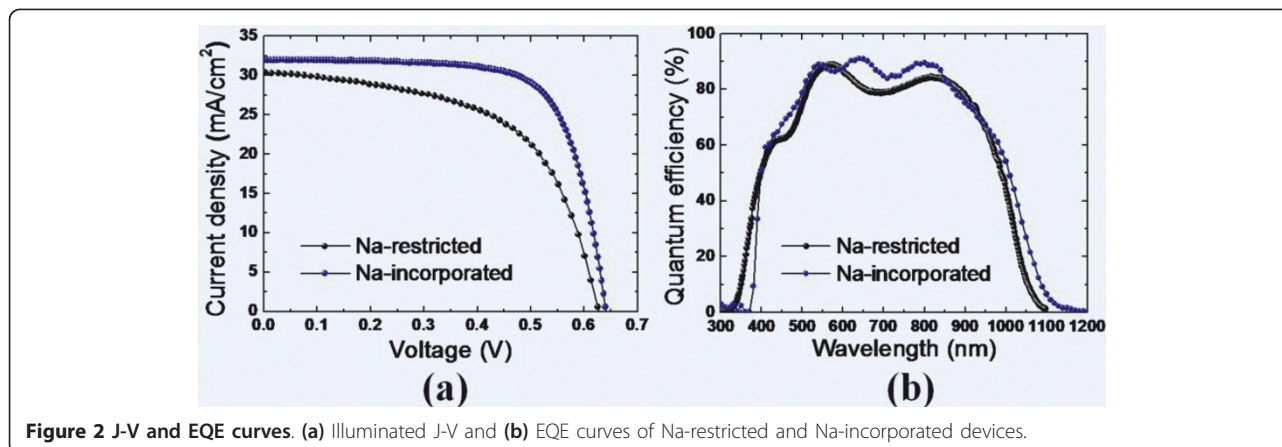 35
30
25
20
15
10
5
0
Current density (mA/cm²)
Na-restricted
Na-incorporated
0.0 0.1 0.2 0.3 0.4 0.5 0.6 0.7
Voltage (V)
(a)
100
80
60
40
20
0
Quantum efficiency (%)
Na-restricted
Na-incorporated
300 400 500 600 700 800 900 1000 1100 1200
Wavelength (nm)
(b)
Figure 2 J-V and EQE curves. (a) Illuminated J-V and (b) EQE curves of Na-restricted and Na-incorporated devices.